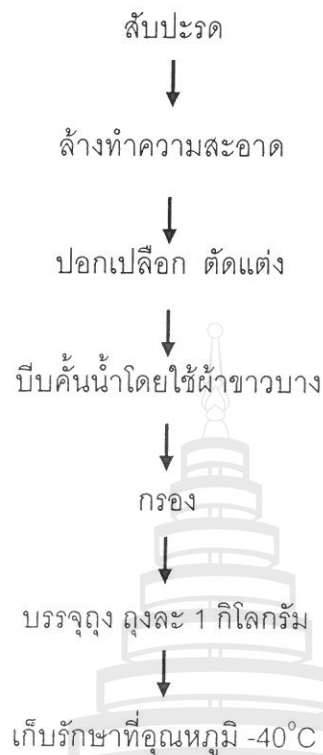 สับปะรด
ล้างทำความสะอาด
ปอกเปลือก ตัดแต่ง
บีบคั้นน้ำโดยใช้ผ้าขาวบาง
กรอง
บรรจุถุง ถุงละ 1 กิโลกรัม
เก็บรักษาที่อุณหภูมิ -40°C